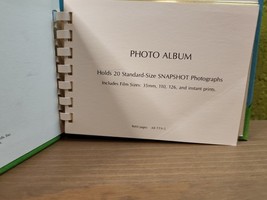 PHOTO ALBUM
Holds 20 Standard-Size SNAPSHOT Photographs
Includes Film Sizes: 35mm, 110, 126, and instant prints.